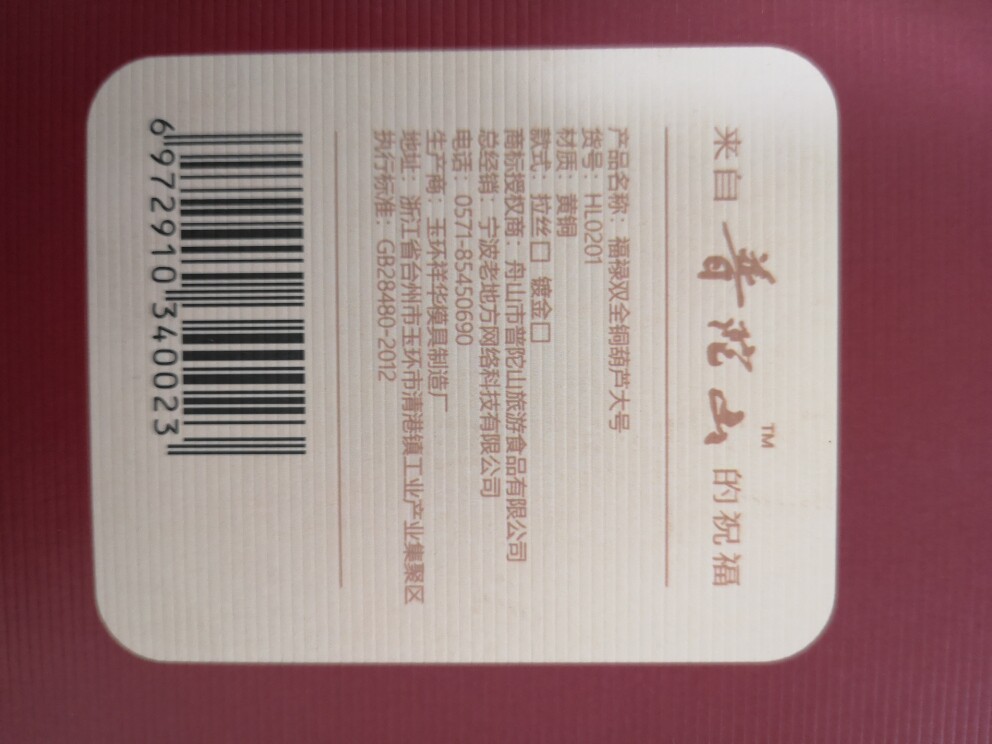 来自 普陀山™ 的祝福
产品名称：福禄双全铜葫芦大号
货号：HL0201
材质：黄铜
款式：拉丝□ 镀金□
商标授权商：舟山市普陀山旅游食品有限公司
总经销：宁波老地方网络科技有限公司
电话：0571-85450690
生产商：玉环祥华模具制造厂
地址：浙江省台州市玉环市清港镇工业产业集聚区
执行标准：GB28480-2012
6972910340023